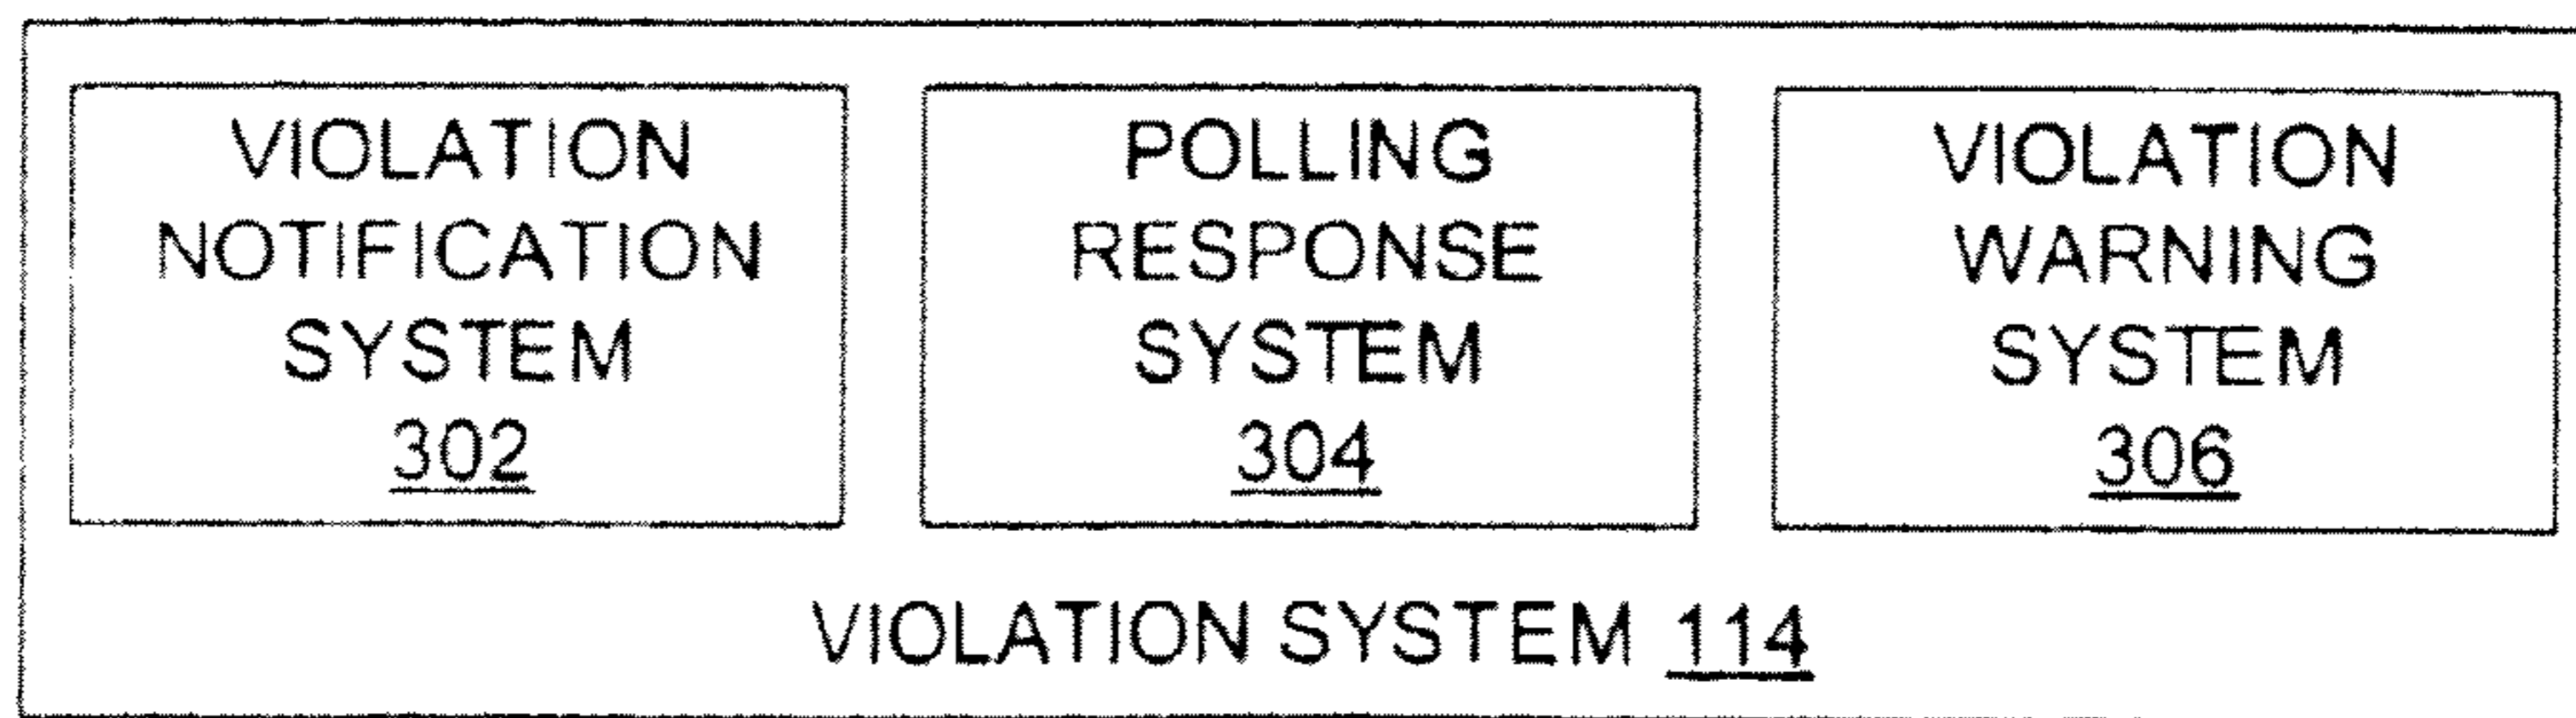 VIOLATION
NOTIFICATION
SYSTEM
302
POLLING
RESPONSE
SYSTEM
304
VIOLATION
WARNING
SYSTEM
306
VIOLATION SYSTEM 114